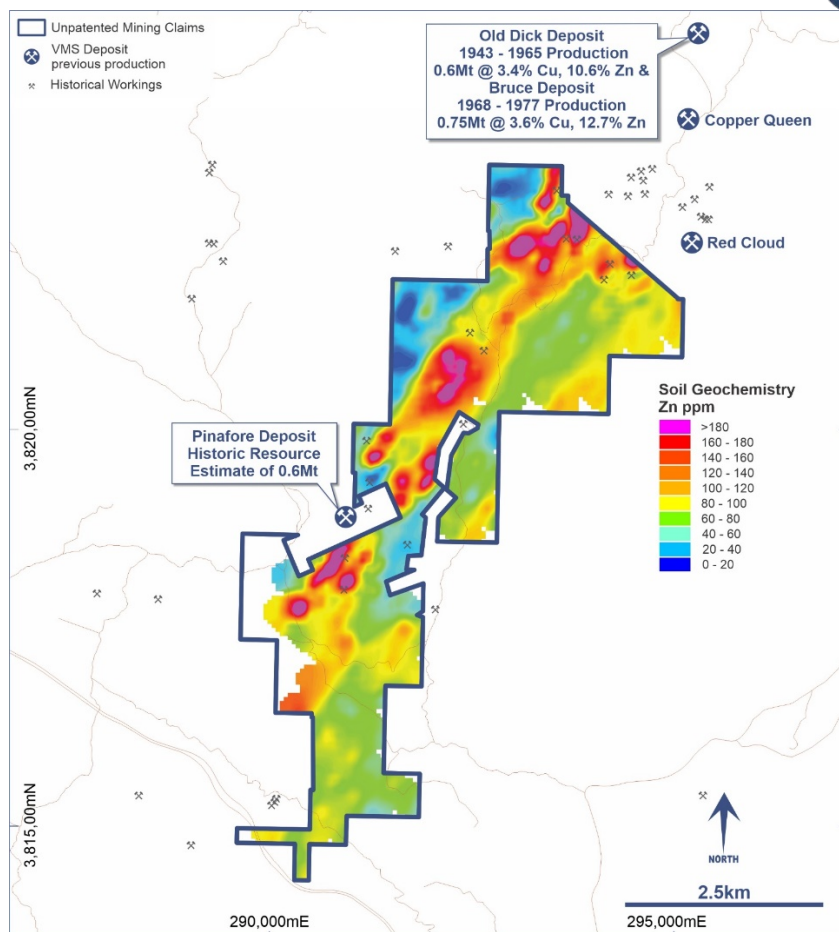 Unpatented Mining Claims
VMS Deposit
previous production
Historical Workings
Old Dick Deposit
1943 - 1965 Production
0.6Mt @ 3.4% Cu, 10.6% Zn &
Bruce Deposit
1968 - 1977 Production
0.75Mt @ 3.6% Cu, 12.7% Zn
Copper Queen
Red Cloud
3,820,00mN
Pinafore Deposit
Historic Resource
Estimate of 0.6Mt
Soil Geochemistry
Zn ppm
>180
160 - 180
140 - 160
120 - 140
100 - 120
80 - 100
60 - 80
40 - 60
20 - 40
0 - 20
3,815,00mN
NORTH
2.5km
290,000mE
295,000mE